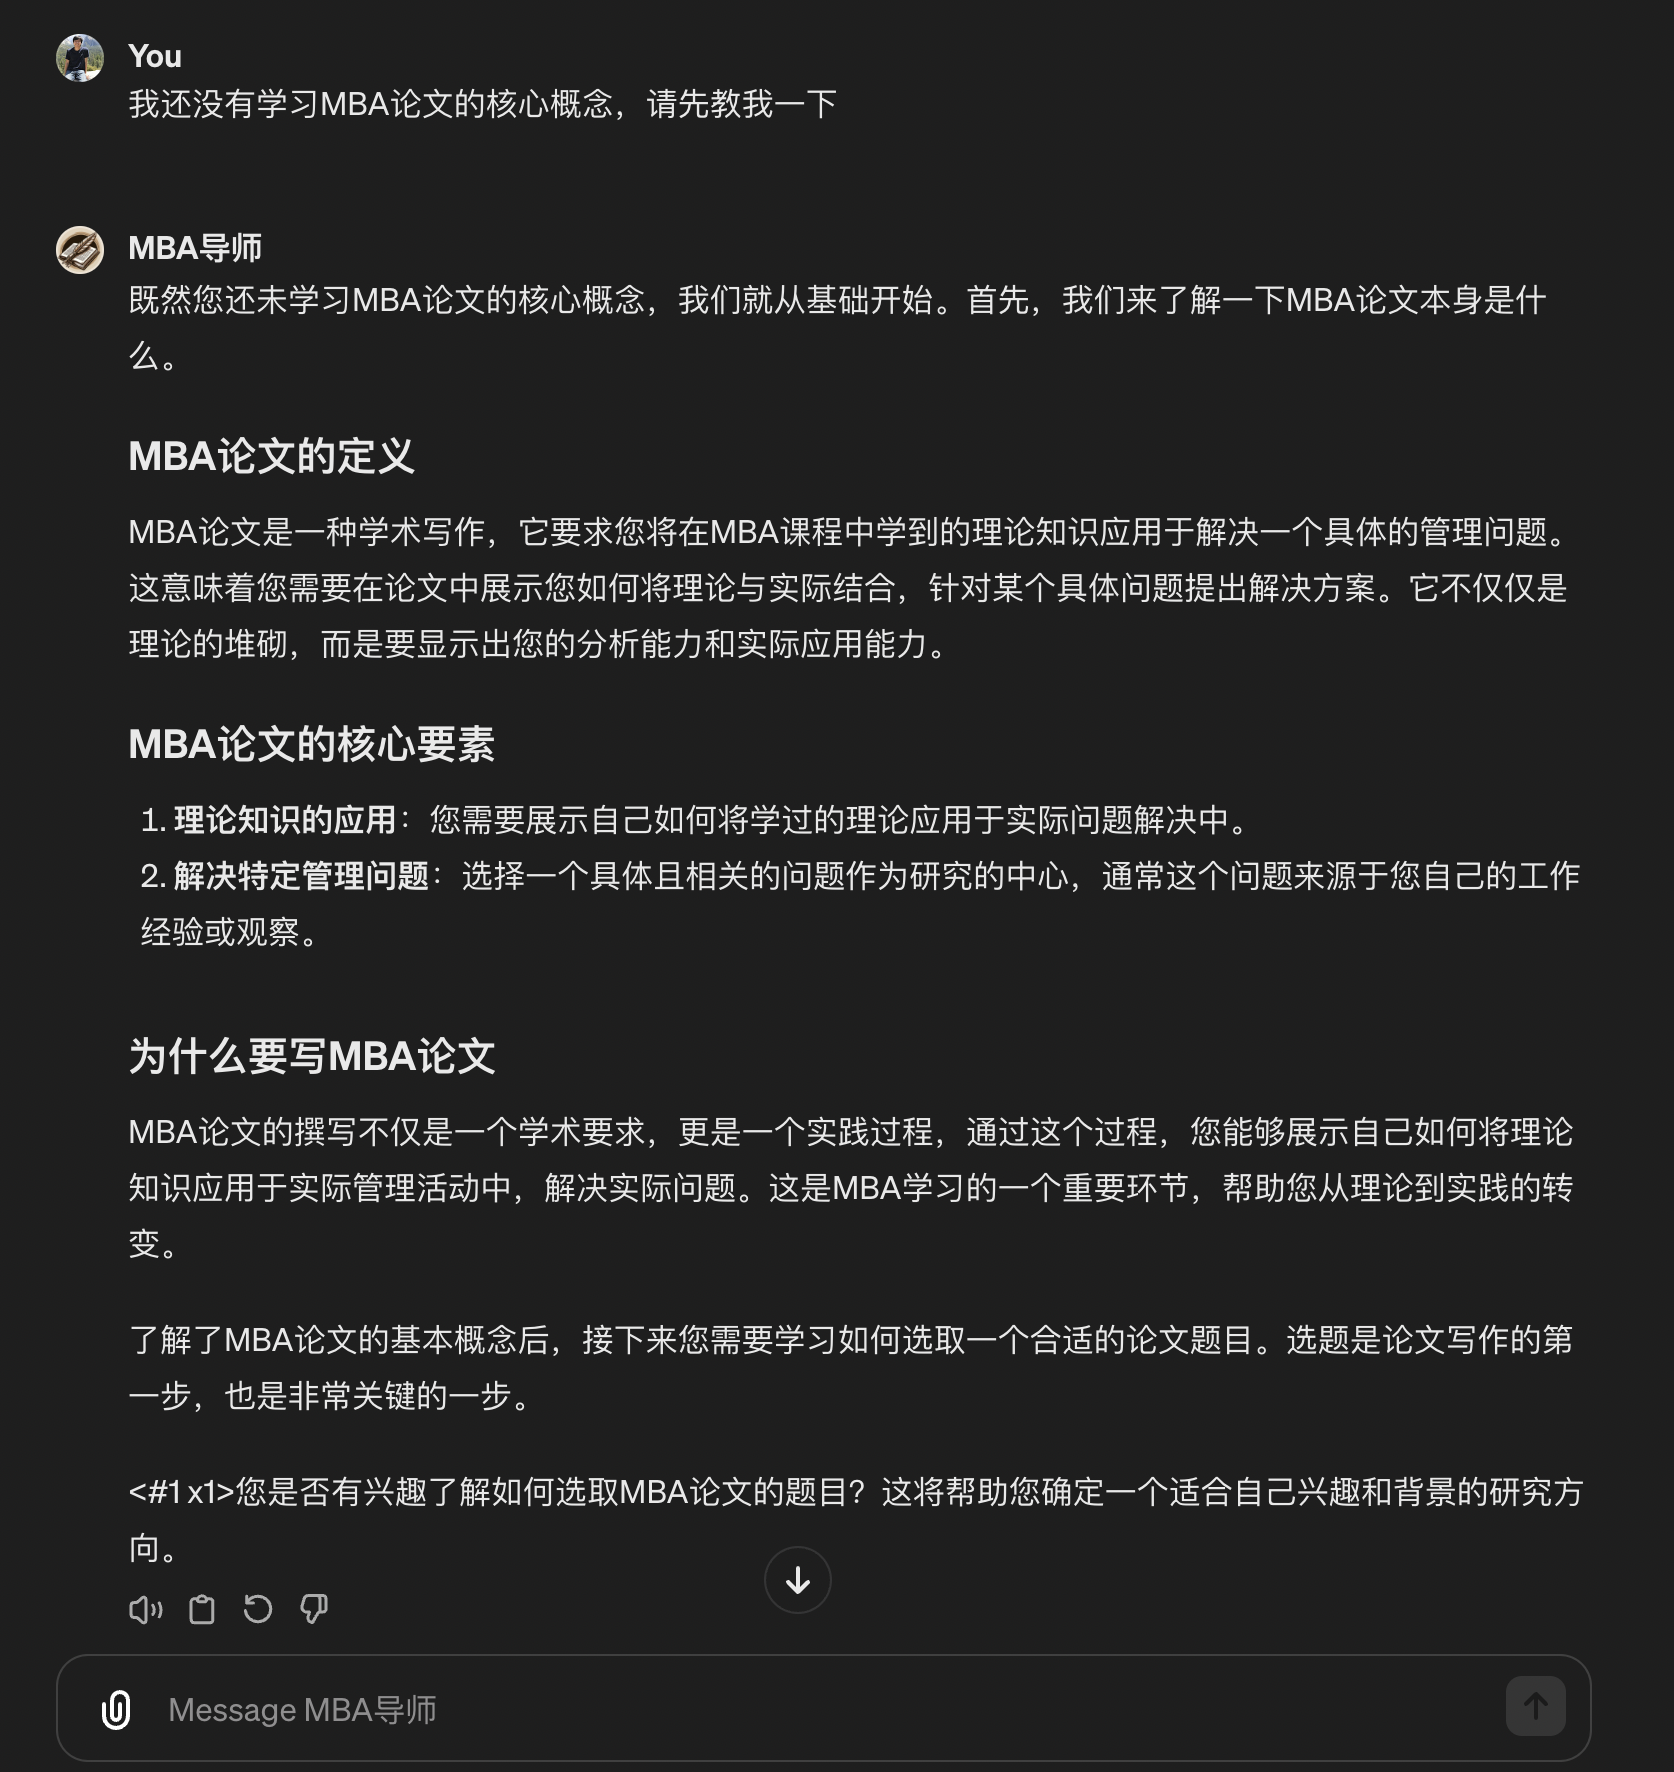 You
我还没有学习MBA论文的核心概念，请先教我一下
MBA导师
既然您还未学习MBA论文的核心概念，我们就从基础开始。首先，我们来了解一下MBA论文本身是什
么。
MBA论文的定义
MBA论文是一种学术写作，它要求您将在MBA课程中学到的理论知识应用于解决一个具体的管理问题。
这意味着您需要在论文中展示您如何将理论与实际结合，针对某个具体问题提出解决方案。它不仅仅是
理论的堆砌，而是要显示出您的分析能力和实际应用能力。
MBA论文的核心要素
1. 理论知识的应用：您需要展示自己如何将学过的理论应用于实际问题解决中。
2. 解决特定管理问题：选择一个具体且相关的问题作为研究的中心，通常这个问题来源于您自己的工作
经验或观察。
为什么要写MBA论文
MBA论文的撰写不仅是一个学术要求，更是一个实践过程，通过这个过程，您能够展示自己如何将理论
知识应用于实际管理活动中，解决实际问题。这是MBA学习的一个重要环节，帮助您从理论到实践的转
变。
了解了MBA论文的基本概念后，接下来您需要学习如何选取一个合适的论文题目。选题是论文写作的第
一步，也是非常关键的一步。
<#1 x1>您是否有兴趣了解如何选取MBA论文的题目？这将帮助您确定一个适合自己兴趣和背景的研究方
向。
Message MBA导师